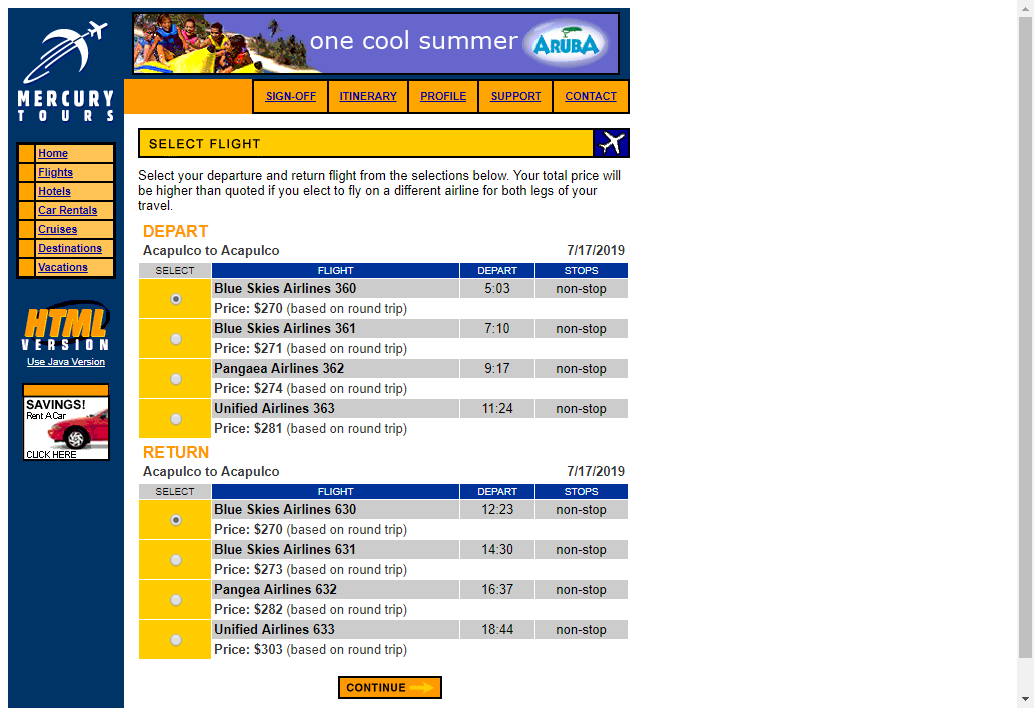 one cool summer ARUBA
MERCURY
TOURS
SIGN-OFF ITINERARY PROFILE SUPPORT CONTACT
Home
Flights
Hotels
Car Rentals
Cruises
Destinations
Vacations
HTML
VERSION
Use Java Version
SAVINGS!
Rent A Car
CLICK HERE
SELECT FLIGHT
Select your departure and return flight from the selections below. Your total price will
be higher than quoted if you elect to fly on a different airline for both legs of your
travel.
DEPART
Acapulco to Acapulco 7/17/2019
SELECT FLIGHT DEPART STOPS
Blue Skies Airlines 360 5:03 non-stop
Price: $270 (based on round trip)
Blue Skies Airlines 361 7:10 non-stop
Price: $271 (based on round trip)
Pangaea Airlines 362 9:17 non-stop
Price: $274 (based on round trip)
Unified Airlines 363 11:24 non-stop
Price: $281 (based on round trip)
RETURN
Acapulco to Acapulco 7/17/2019
SELECT FLIGHT DEPART STOPS
Blue Skies Airlines 630 12:23 non-stop
Price: $270 (based on round trip)
Blue Skies Airlines 631 14:30 non-stop
Price: $273 (based on round trip)
Pangea Airlines 632 16:37 non-stop
Price: $282 (based on round trip)
Unified Airlines 633 18:44 non-stop
Price: $303 (based on round trip)
CONTINUE